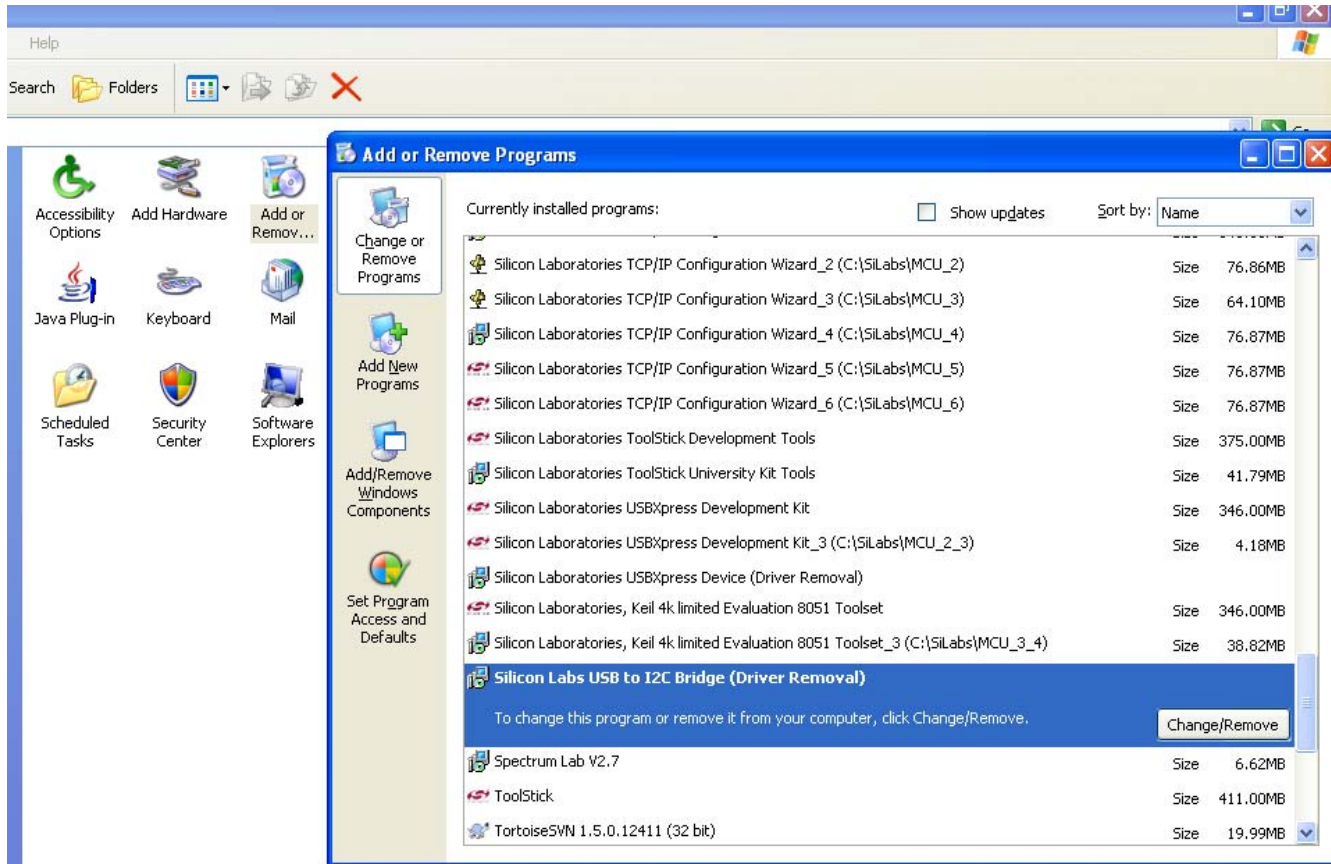 Help
Search Folders
Add or Remove Programs
Accessibility Options
Add Hardware
Add or Remov...
Java Plug-in
Keyboard
Mail
Scheduled Tasks
Security Center
Software Explorers
Change or Remove Programs
Add New Programs
Add/Remove Windows Components
Set Program Access and Defaults
Currently installed programs:
Show updates
Sort by: Name
Silicon Laboratories TCP/IP Configuration Wizard_2 (C:\SiLabs\MCU_2) Size 76.86MB
Silicon Laboratories TCP/IP Configuration Wizard_3 (C:\SiLabs\MCU_3) Size 64.10MB
Silicon Laboratories TCP/IP Configuration Wizard_4 (C:\SiLabs\MCU_4) Size 76.87MB
Silicon Laboratories TCP/IP Configuration Wizard_5 (C:\SiLabs\MCU_5) Size 76.87MB
Silicon Laboratories TCP/IP Configuration Wizard_6 (C:\SiLabs\MCU_6) Size 76.87MB
Silicon Laboratories ToolStick Development Tools Size 375.00MB
Silicon Laboratories ToolStick University Kit Tools Size 41.79MB
Silicon Laboratories USBXpress Development Kit Size 346.00MB
Silicon Laboratories USBXpress Development Kit_3 (C:\SiLabs\MCU_2_3) Size 4.18MB
Silicon Laboratories USBXpress Device (Driver Removal)
Silicon Laboratories, Keil 4k limited Evaluation 8051 Toolset Size 346.00MB
Silicon Laboratories, Keil 4k limited Evaluation 8051 Toolset_3 (C:\SiLabs\MCU_3_4) Size 38.82MB
Silicon Labs USB to I2C Bridge (Driver Removal)
To change this program or remove it from your computer, click Change/Remove.
Change/Remove
Spectrum Lab V2.7 Size 6.62MB
ToolStick Size 411.00MB
TortoiseSVN 1.5.0.12411 (32 bit) Size 19.99MB